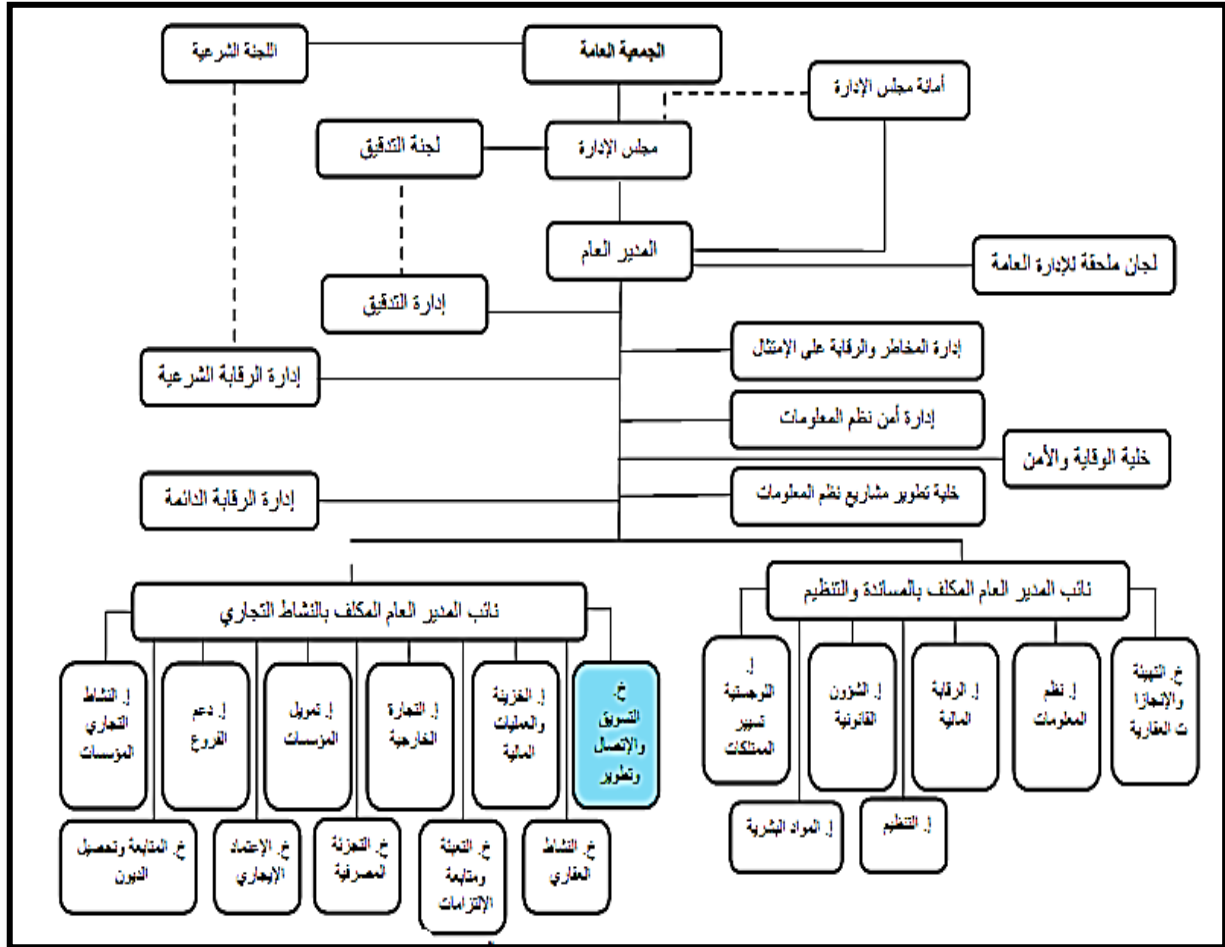 اللجنة الشرعية
الجمعية العامة
أمانة مجلس الإدارة
لجنة التدقيق
مجلس الإدارة
المدير العام
لجان ملحقة للإدارة العامة
إدارة التدقيق
إدارة المخاطر والرقابة على الإمتثال
إدارة الرقابة الشرعية
إدارة أمن نظم المعلومات
خلية الوقاية والأمن
خلية تطوير مشاريع نظم المعلومات
إدارة الرقابة الدائمة
نائب المدير العام المكلف بالمساندة والتنظيم
خ. التهيئة
والإنجازا
ت العقارية
إ. نظم
المعلومات
إ. الرقابة
المالية
إ. الشؤون
القانونية
إ.
اللوجستية
تسيير
الممتلكات
إ. التنظيم
إ. المواد البشرية
نائب المدير العام المكلف بالنشاط التجاري
خ.
التسويق
والإتصال
وتطوير
إ. الخزينة
والعمليات
المالية
إ. التجارة
الخارجية
إ. تمويل
المؤسسات
إ. دعم
الفروع
إ. النشاط
التجاري
المؤسسات
خ. النشاط
العقاري
خ. التعبئة
ومتابعة
الإلتزامات
خ. التجزئة
المصرفية
خ. الإعتماد
الإيجاري
خ. المتابعة وتحصيل
الديون